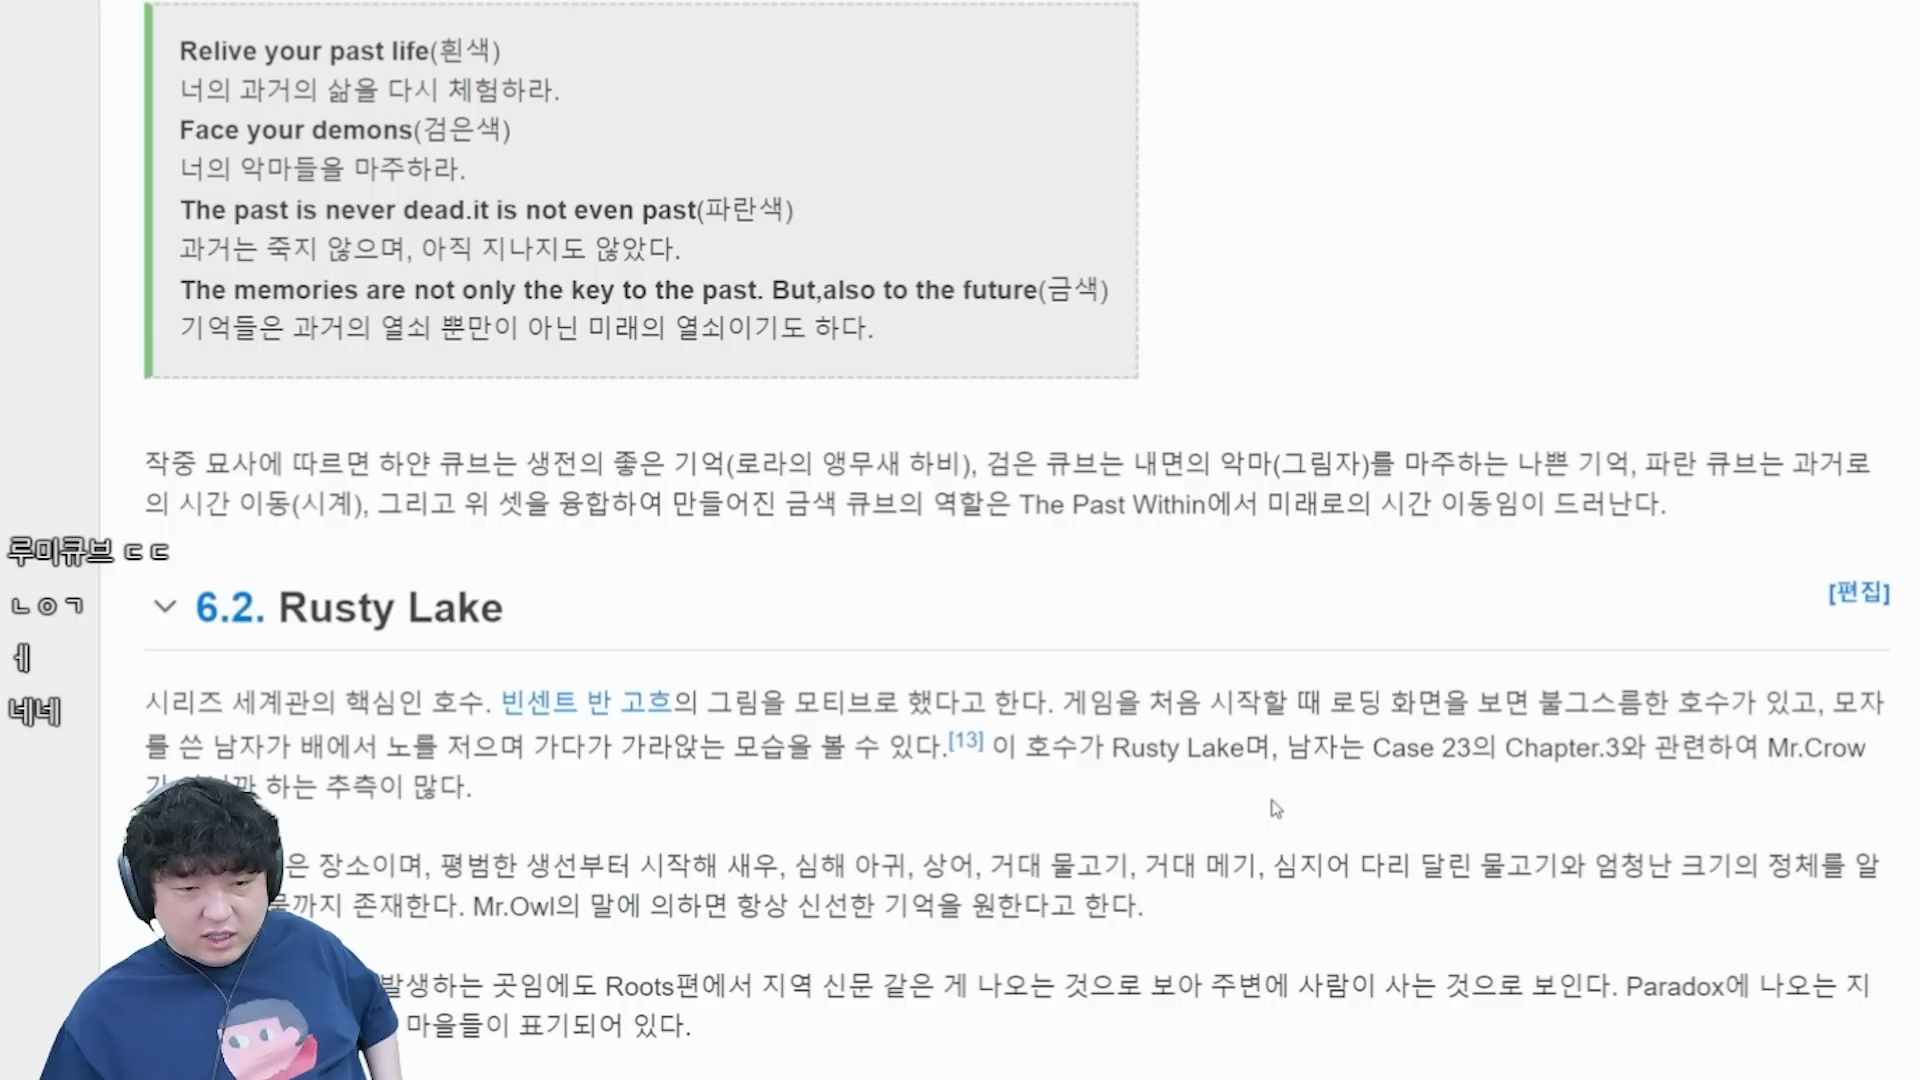 Relive your past life(흰색)
너의 과거의 삶을 다시 체험하라.
Face your demons(검은색)
너의 악마들을 마주하라.
The past is never dead.it is not even past(파란색)
과거는 죽지 않으며, 아직 지나지도 않았다.
The memories are not only the key to the past. But,also to the future(금색)
기억들은 과거의 열쇠 뿐만이 아닌 미래의 열쇠이기도 하다.
작중 묘사에 따르면 하얀 큐브는 생전의 좋은 기억(로라의 앵무새 하비), 검은 큐브는 내면의 악마(그림자)를 마주하는 나쁜 기억, 파란 큐브는 과거로
의 시간 이동(시계), 그리고 위 셋을 융합하여 만들어진 금색 큐브의 역할은 The Past Within에서 미래로의 시간 이동임이 드러난다.
루미큐브 ㄷㄷ
ㄴㅇㄱ
ㅔ
네네
6.2. Rusty Lake
[편집]
시리즈 세계관의 핵심인 호수. 빈센트 반 고흐의 그림을 모티브로 했다고 한다. 게임을 처음 시작할 때 로딩 화면을 보면 불그스름한 호수가 있고, 모자
를 쓴 남자가 배에서 노를 저으며 가다가 가라앉는 모습을 볼 수 있다.[13] 이 호수가 Rusty Lake며, 남자는 Case 23의 Chapter.3와 관련하여 Mr.Crow
하는 추측이 많다.
은 장소이며, 평범한 생선부터 시작해 새우, 심해 아귀, 상어, 거대 물고기, 거대 메기, 심지어 다리 달린 물고기와 엄청난 크기의 정체를 알
까지 존재한다. Mr.Owl의 말에 의하면 항상 신선한 기억을 원한다고 한다.
발생하는 곳임에도 Roots편에서 지역 신문 같은 게 나오는 것으로 보아 주변에 사람이 사는 것으로 보인다. Paradox에 나오는 지
마을들이 표기되어 있다.